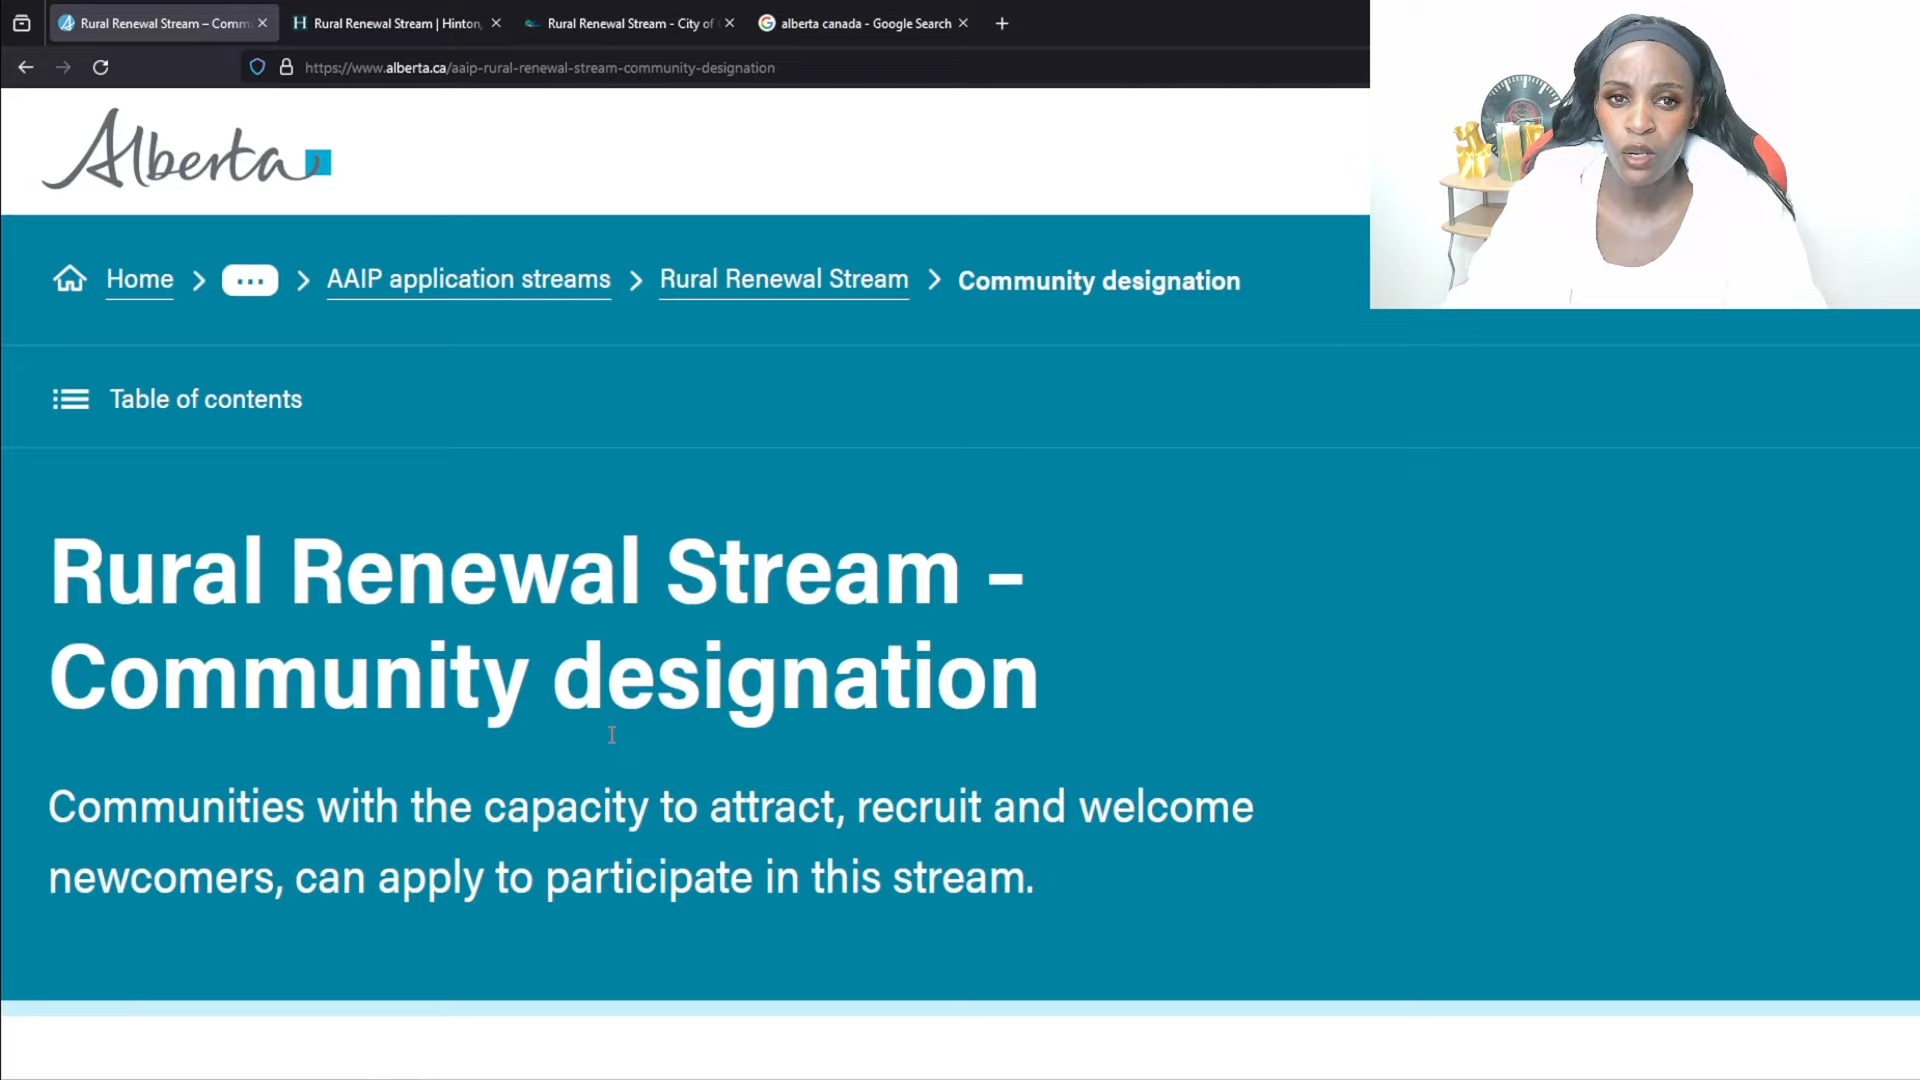 Rural Renewal Stream – Comm
Rural Renewal Stream | Hinton,
Rural Renewal Stream - City of
alberta canada - Google Search
https://www.alberta.ca/aaip-rural-renewal-stream-community-designation
Alberta
Home > ... > AAIP application streams > Rural Renewal Stream > Community designation
Table of contents
Rural Renewal Stream –
Community designation
Communities with the capacity to attract, recruit and welcome
newcomers, can apply to participate in this stream.